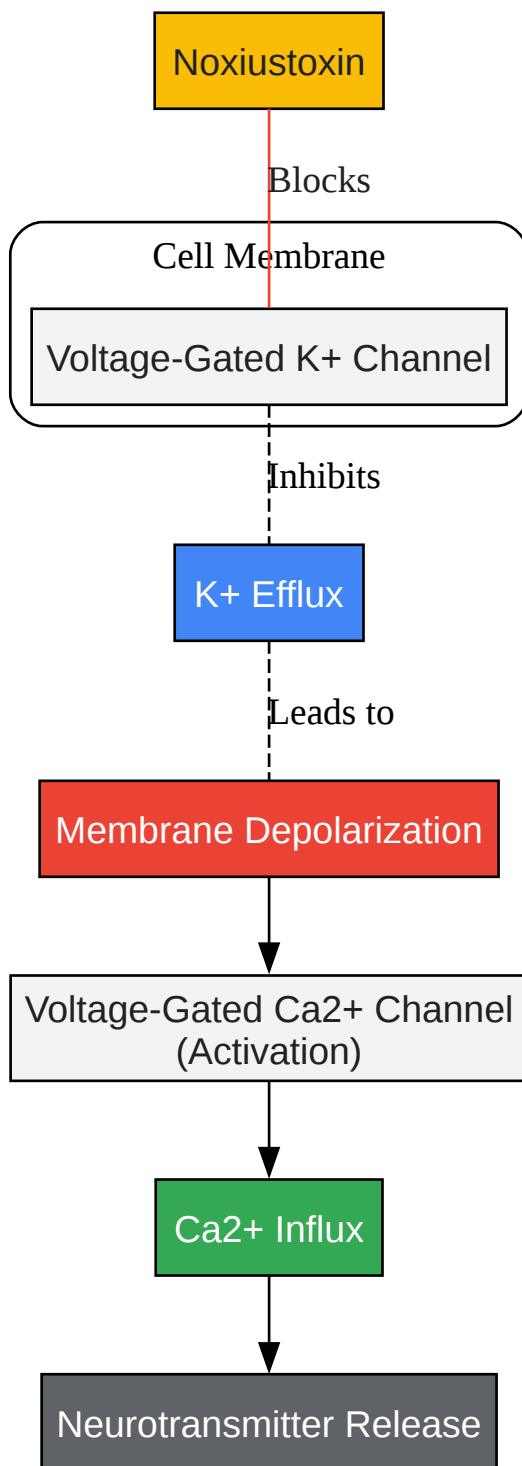 Noxiustoxin
Blocks
Cell Membrane
Voltage-Gated K+ Channel
Inhibits
K+ Efflux
Leads to
Membrane Depolarization
Voltage-Gated Ca2+ Channel
(Activation)
Ca2+ Influx
Neurotransmitter Release